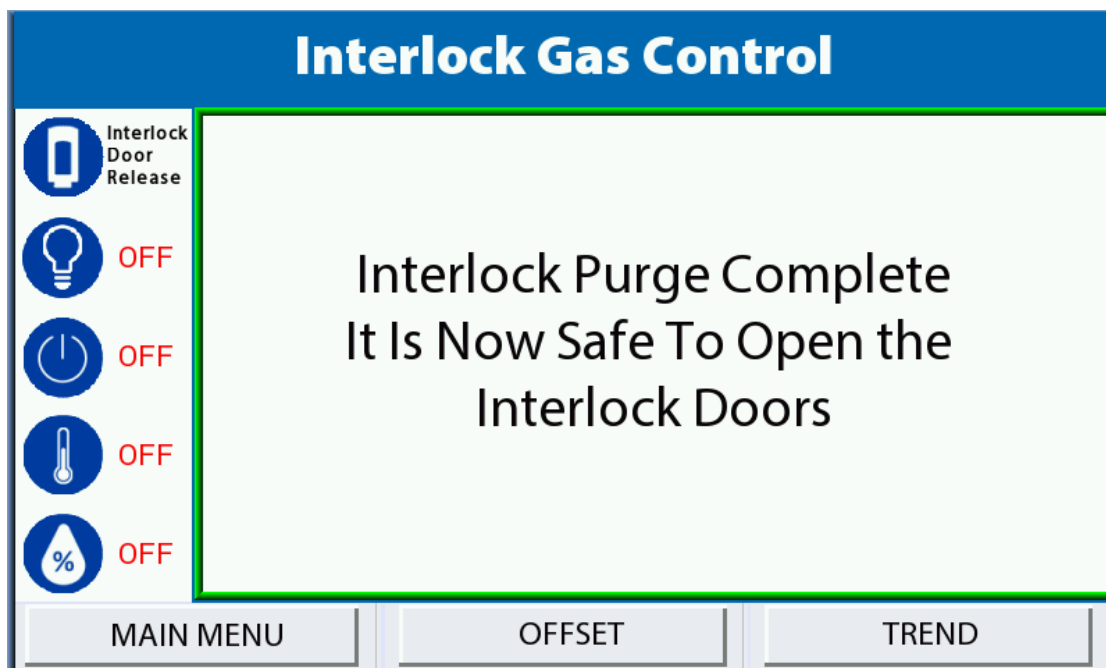 Interlock Gas Control
Interlock
Door
Release
OFF
OFF
OFF
%
OFF
Interlock Purge Complete
It Is Now Safe To Open the
Interlock Doors
MAIN MENU
OFFSET
TREND